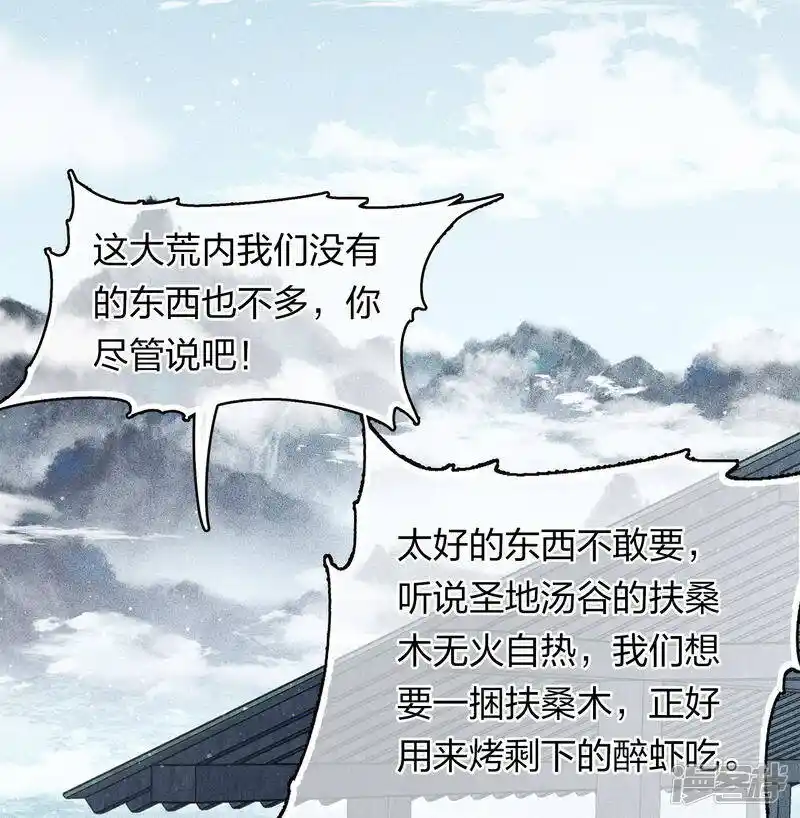 这大荒内我们没有
的东西也不多，你
尽管说吧！
太好的东西不敢要，
听说圣地汤谷的扶桑
木无火自热，我们想
要一捆扶桑木，正好
用来烤剩下的醉虾吃。
漫客栈